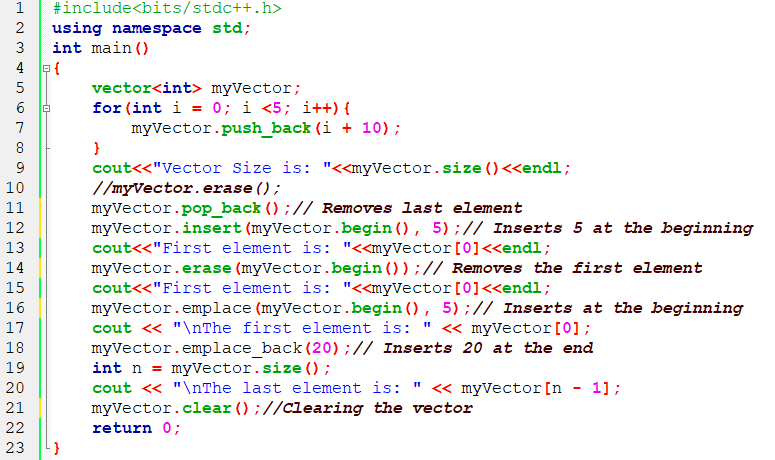 1 #include<bits/stdc++.h>
2 using namespace std;
3 int main()
4 {
5     vector<int> myVector;
6     for(int i = 0; i <5; i++){
7         myVector.push_back(i + 10);
8     }
9     cout<<"Vector Size is: "<<myVector.size()<<endl;
10     //myVector.erase();
11     myVector.pop_back();// Removes last element
12     myVector.insert(myVector.begin(), 5);// Inserts 5 at the beginning
13     cout<<"First element is: "<<myVector[0]<<endl;
14     myVector.erase(myVector.begin());// Removes the first element
15     cout<<"First element is: "<<myVector[0]<<endl;
16     myVector.emplace(myVector.begin(), 5);// Inserts at the beginning
17     cout << "\nThe first element is: " << myVector[0];
18     myVector.emplace_back(20);// Inserts 20 at the end
19     int n = myVector.size();
20     cout << "\nThe last element is: " << myVector[n - 1];
21     myVector.clear();//Clearing the vector
22     return 0;
23 }